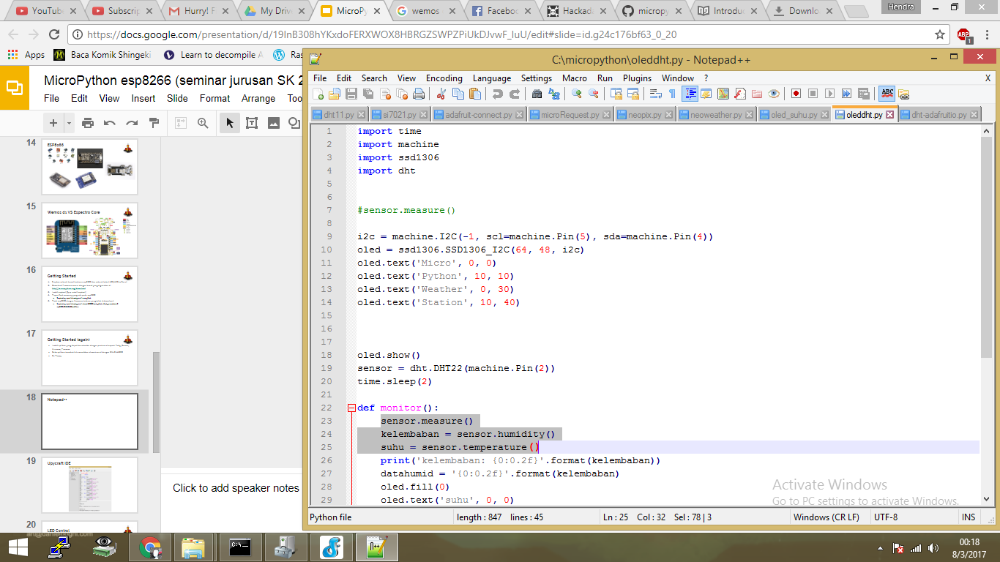 YouTube
Subscrip
Gmail Hurry! F
My Drive
MicroPy
wemos
Faceboo
Hackada
micropy
Introduc
Downlo
Hendra
https://docs.google.com/presentation/d/19InB308hYKxdoFERXWOX8HBRGZSWPZPiUkDJvwF_IuU/edit#slide=id.g24c176bf63_0_20
ABP
1
Apps
Baca Komik Shingeki
Learn to decompile A
Ras
MicroPython esp8266 (seminar jurusan SK 2
File Edit View Insert Slide Format Arrange Too
14
ESP8266
15
Wemos d1 VS Espectro Core
16
Getting Started
17
Getting Started (again)
18
Notepad++
19
Upycraft IDE
20
LED Control
Click to add speaker notes
C:\micropython\oleddht.py - Notepad++
File Edit Search View Encoding Language Settings Macro Run Plugins Window ? X
dht11.py
si7021.py
adafruit-connect.py
microRequest.py
neopix.py
neoweather.py
oled_suhu.py
oleddht.py
dht-adafruitio.py
1 import time
2 import machine
3 import ssd1306
4 import dht
5
6
7 #sensor.measure()
8
9 i2c = machine.I2C(-1, scl=machine.Pin(5), sda=machine.Pin(4))
10 oled = ssd1306.SSD1306_I2C(64, 48, i2c)
11 oled.text('Micro', 0, 0)
12 oled.text('Python', 10, 10)
13 oled.text('Weather', 0, 30)
14 oled.text('Station', 10, 40)
15
16
17
18 oled.show()
19 sensor = dht.DHT22(machine.Pin(2))
20 time.sleep(2)
21
22 def monitor():
23 sensor.measure()
24 kelembaban = sensor.humidity()
25 suhu = sensor.temperature()
26 print('kelembaban: {0:0.2f}'.format(kelembaban))
27 datahumid = '{0:0.2f}'.format(kelembaban)
28 oled.fill(0)
29 oled.text('suhu', 0, 0)
Activate Windows
Go to PC settings to activate Windows.
Python file
length : 847 lines : 45
Ln : 25 Col : 32 Sel : 78 | 3
Windows (CR LF)
UTF-8
INS
00:18
8/3/2017